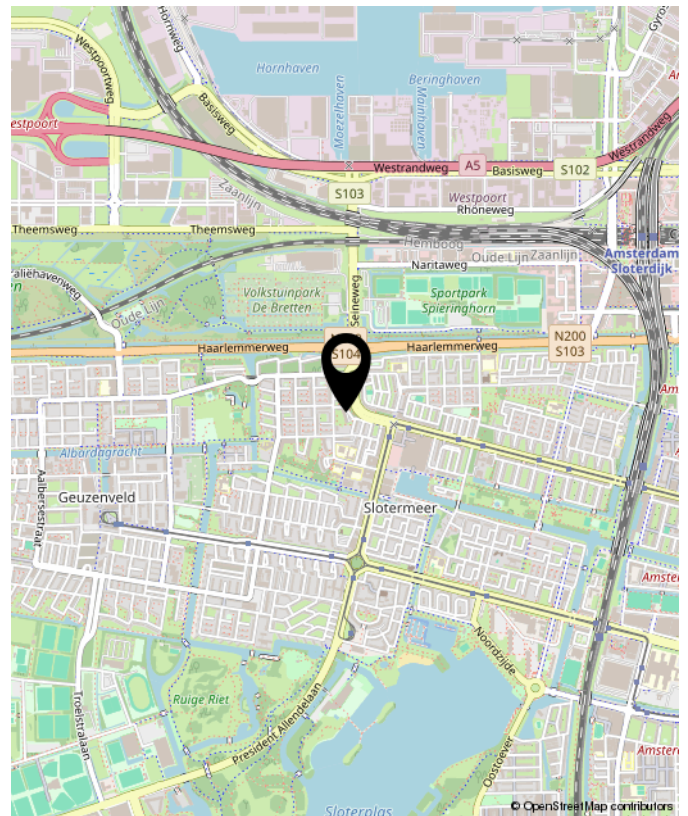 Hornweg
Westpoortweg
Hornhaven
Beringhaven
Moezelhaven
Mainhaven
Basisweg
Westrandweg
A5
Basisweg
S102
Westrandweg
S103
Westpoort
Rhôneweg
Zaanlijn
Theemsweg
Theemsweg
Hemboog
Oude Lijn
Zaanlijn
Amsterdam
Sloterdijk
Naritaweg
Oude Lijn
Volkstuinpark
De Bretten
Seineweg
Sportpark
Spieringhorn
N200
S103
Haarlemmerweg
S104
Haarlemmerweg
Albardagracht
Geuzenveld
Aalbersestraat
Slotermeer
Noordzijde
Ruige Riet
President Allendelaan
Troelstralaan
Oostoever
Sloterplas
© OpenStreetMap contributors